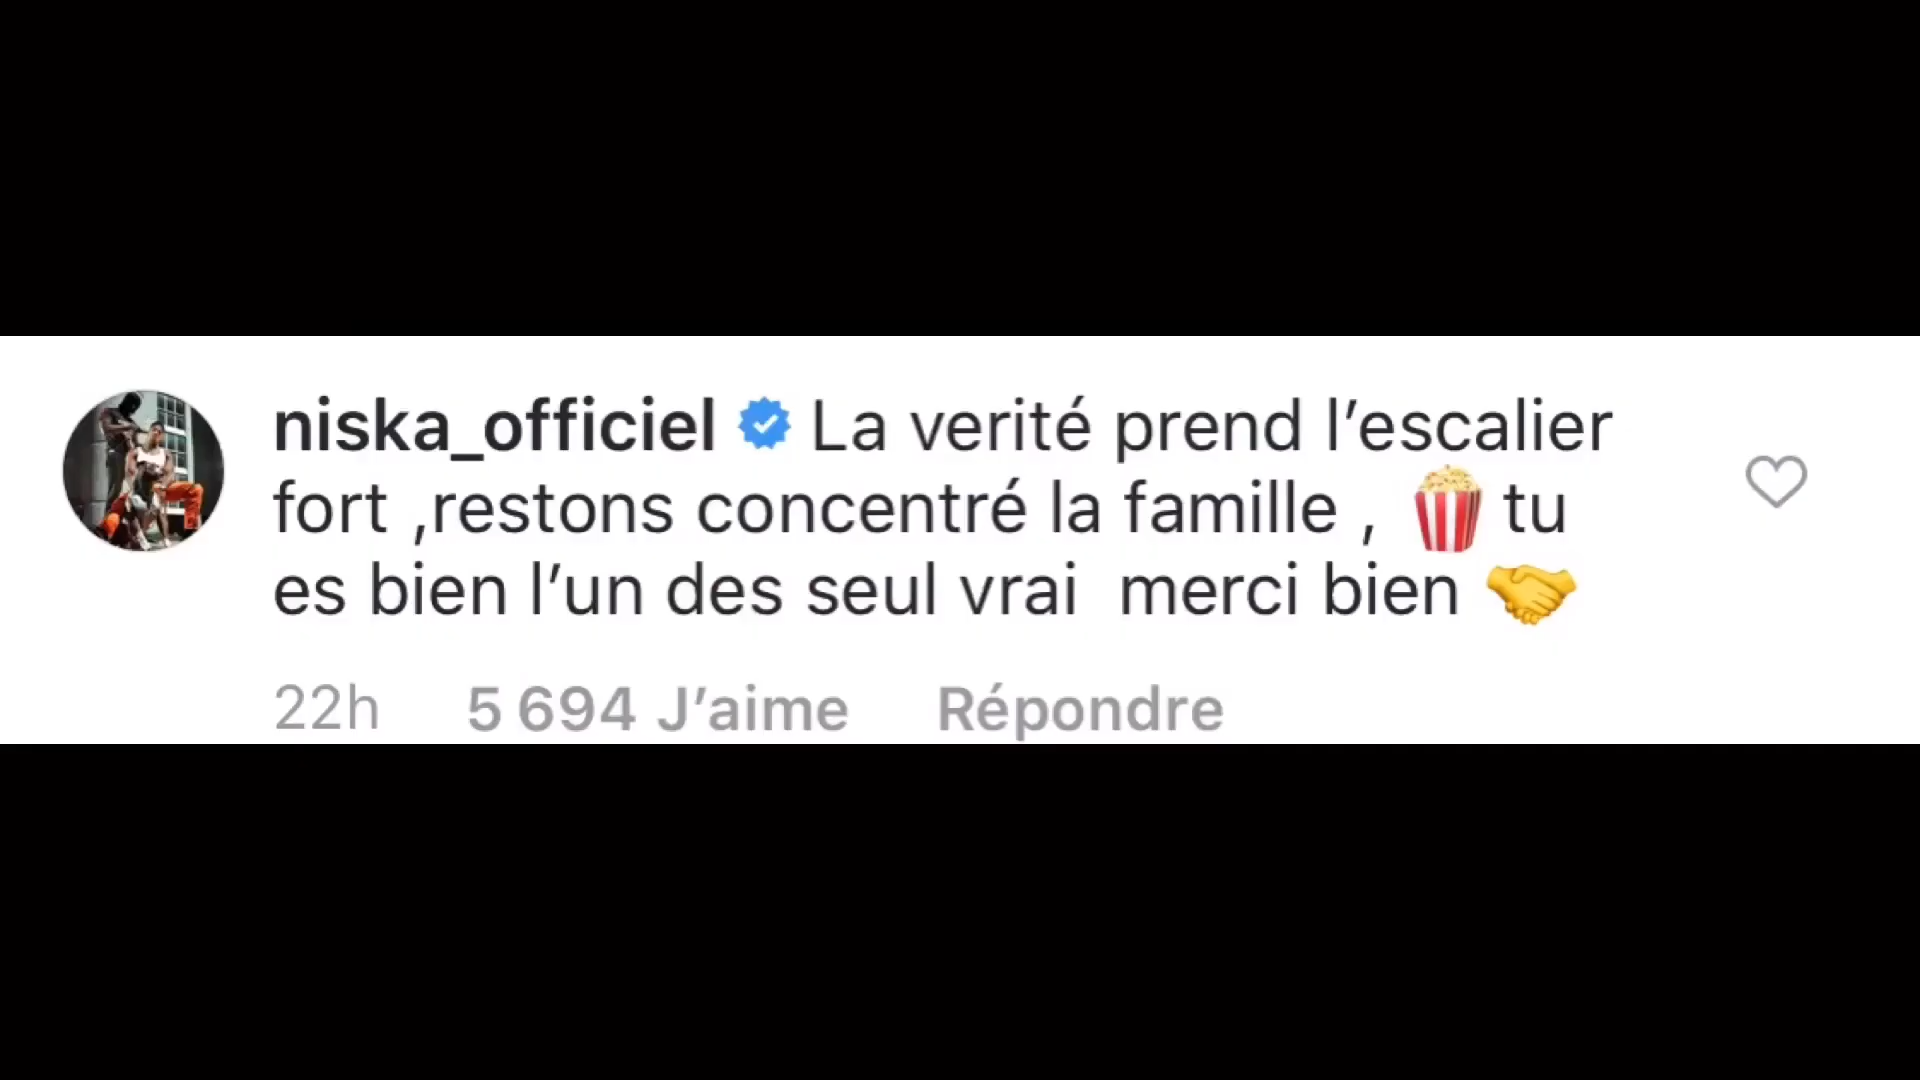 niska_officiel La verité prend l’escalier
fort ,restons concentré la famille , 🍿 tu
es bien l’un des seul vrai  merci bien 🤝
22h 5 694 J’aime Répondre